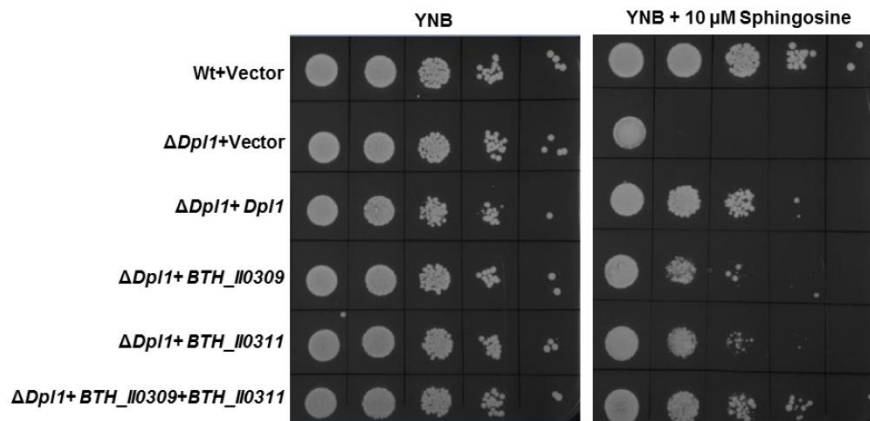 YNB
YNB + 10 µM Sphingosine
Wt+Vector
ΔDpl1+Vector
ΔDpl1+ Dpl1
ΔDpl1+ BTH_II0309
ΔDpl1+ BTH_II0311
ΔDpl1+ BTH_II0309+BTH_II0311